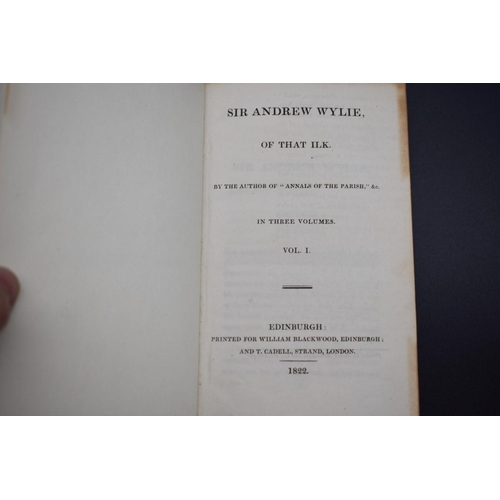 SIR ANDREW WYLIE,
OF THAT ILK.
BY THE AUTHOR OF "ANNALS OF THE PARISH," &c.
IN THREE VOLUMES.
VOL. I.
EDINBURGH:
PRINTED FOR WILLIAM BLACKWOOD, EDINBURGH;
AND T. CADELL, STRAND, LONDON.
1822.